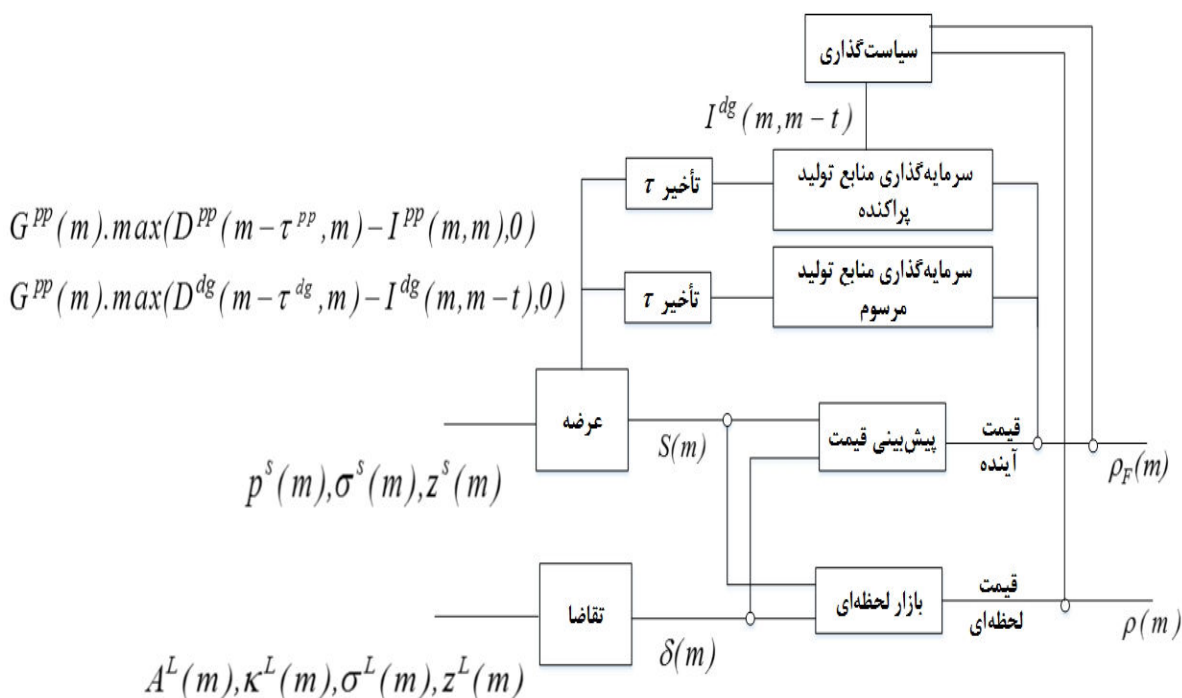 سیاست‌گذاری
I^{dg}(m,m-t)
سرمایه‌گذاری منابع تولید
پراکنده
تأخیر τ
G^{pp}(m).max(D^{pp}(m-τ^{pp},m)-I^{pp}(m,m),0)
سرمایه‌گذاری منابع تولید
مرسوم
تأخیر τ
G^{pp}(m).max(D^{dg}(m-τ^{dg},m)-I^{dg}(m,m-t),0)
عرضه
S(m)
پیش‌بینی قیمت
قیمت
آینده
ρ_F(m)
p^s(m),σ^s(m),z^s(m)
تقاضا
δ(m)
بازار لحظه‌ای
قیمت
لحظه‌ای
ρ(m)
A^L(m),κ^L(m),σ^L(m),z^L(m)